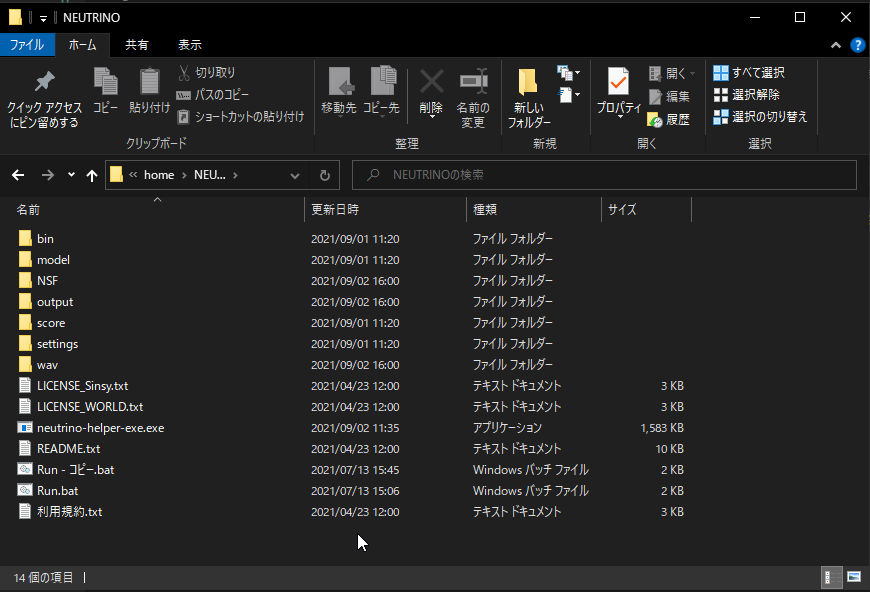 NEUTRINO
ファイル ホーム 共有 表示
クイック アクセス
にピン留めする
コピー
貼り付け
切り取り
パスのコピー
ショートカットの貼り付け
クリップボード
移動先
コピー先
削除
名前の
変更
整理
新しい
フォルダー
新規
プロパティ
開く
編集
履歴
開く
すべて選択
選択解除
選択の切り替え
選択
home NEU... NEUTRINOの検索
名前 更新日時 種類 サイズ
bin 2021/09/01 11:20 ファイル フォルダー
model 2021/09/01 11:20 ファイル フォルダー
NSF 2021/09/02 16:00 ファイル フォルダー
output 2021/09/02 16:00 ファイル フォルダー
score 2021/09/01 11:20 ファイル フォルダー
settings 2021/09/01 11:20 ファイル フォルダー
wav 2021/09/02 16:00 ファイル フォルダー
LICENSE_Sinsy.txt 2021/04/23 12:00 テキスト ドキュメント 3 KB
LICENSE_WORLD.txt 2021/04/23 12:00 テキスト ドキュメント 3 KB
neutrino-helper-exe.exe 2021/09/02 11:35 アプリケーション 1,583 KB
README.txt 2021/04/23 12:00 テキスト ドキュメント 10 KB
Run - コピー.bat 2021/07/13 15:45 Windows バッチ ファイル 2 KB
Run.bat 2021/07/13 15:06 Windows バッチ ファイル 2 KB
利用規約.txt 2021/04/23 12:00 テキスト ドキュメント 3 KB
14 個の項目